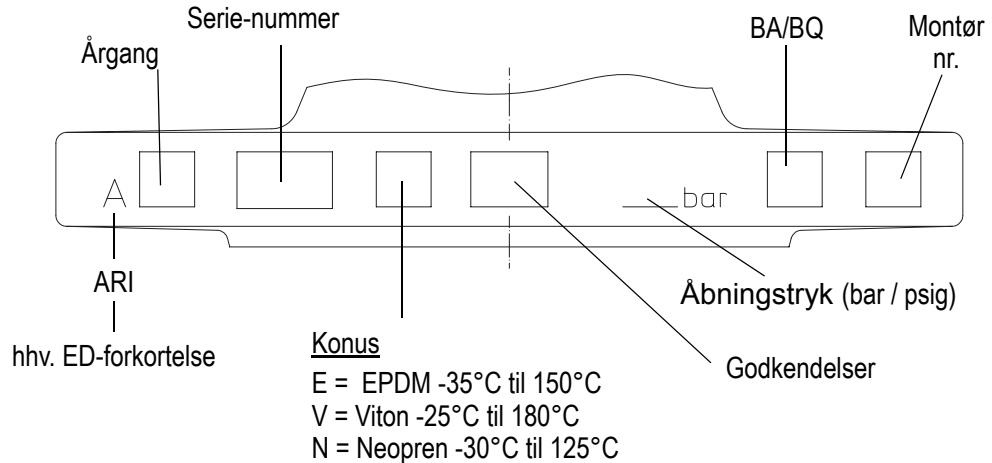 Serie-nummer
Årgang
BA/BQ
Montør
nr.
A
bar
ARI
hhv. ED-forkortelse
Åbningstryk (bar / psig)
Godkendelser
Konus
E = EPDM -35°C til 150°C
V = Viton -25°C til 180°C
N = Neopren -30°C til 125°C